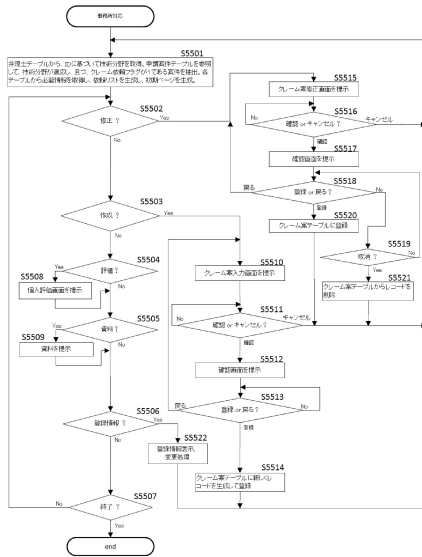 事務所対応
S5501
弁理士テーブルから、IDに基づいて技術分野を取得。申請案件テーブルを参照
して、技術分野が適応し、且つ、クレーム依頼フラグが1である案件を抽出。各
テーブルから必要情報を取得し、依頼リストを生成し、初期ページを生成。
S5502
修正？
Yes
No
S5503
作成？
Yes
No
S5504
評価？
Yes
No
S5508
個人評価画面を提示
S5505
資料？
Yes
No
S5509
資料を提示
S5506
登録情報？
Yes
No
S5522
登録情報表示、
変更処理
S5507
終了？
No
Yes
end
S5515
クレーム案修正画面を提示
S5516
確認 or キャンセル？
No
キャンセル
確認
S5517
確認画面を提示
S5518
登録 or 戻る？
戻る
No
登録
S5520
クレーム案テーブルに登録
S5519
取消？
No
Yes
S5521
クレーム案テーブルからレコードを
削除
S5510
クレーム案入力画面を提示
S5511
確認 or キャンセル？
No
キャンセル
確認
S5512
確認画面を提示
S5513
登録 or 戻る？
戻る
No
登録
S5514
クレーム案テーブルに新しくレ
コードを生成して登録